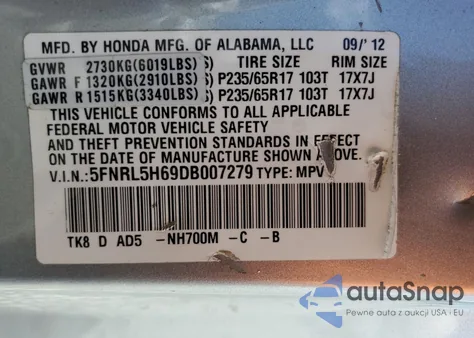 MFD. BY HONDA MFG. OF ALABAMA, LLC 09/'12
GVWR 2730KG(6019LBS) S) TIRE SIZE RIM SIZE
GAWR F 1320KG(2910LBS) S) P235/65R17 103T 17X7J
GAWR R 1515KG(3340LBS) S) P235/65R17 103T 17X7J
THIS VEHICLE CONFORMS TO ALL APPLICABLE
FEDERAL MOTOR VEHICLE SAFETY
AND THEFT PREVENTION STANDARDS IN EFFECT
ON THE DATE OF MANUFACTURE SHOWN ABOVE.
V.I.N.: 5FNRL5H69DB007279 TYPE: MPV
TK8 D AD5 -NH700M -C -B
autoSnap
Pewne auta z aukcji USA i EU